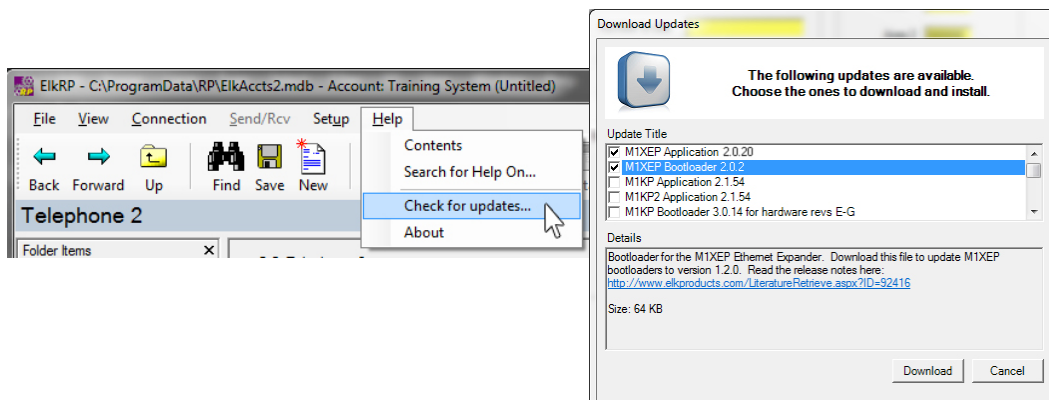 ElkRP - C:\ProgramData\RP\ElkAccts2.mdb - Account: Training System (Untitled)
File View Connection Send/Rcv Setup Help
Back Forward Up Find Save New
Contents
Search for Help On...
Check for updates...
About
Telephone 2
Folder Items
Download Updates
The following updates are available.
Choose the ones to download and install.
Update Title
M1XEP Application 2.0.20
M1XEP Bootloader 2.0.2
M1KP Application 2.1.54
M1KP2 Application 2.1.54
M1KP Bootloader 3.0.14 for hardware revs E-G
Details
Bootloader for the M1XEP Ethernet Expander. Download this file to update M1XEP
bootloaders to version 1.2.0. Read the release notes here:
http://www.elkproducts.com/LiteratureRetrieve.aspx?ID=92416
Size: 64 KB
Download Cancel